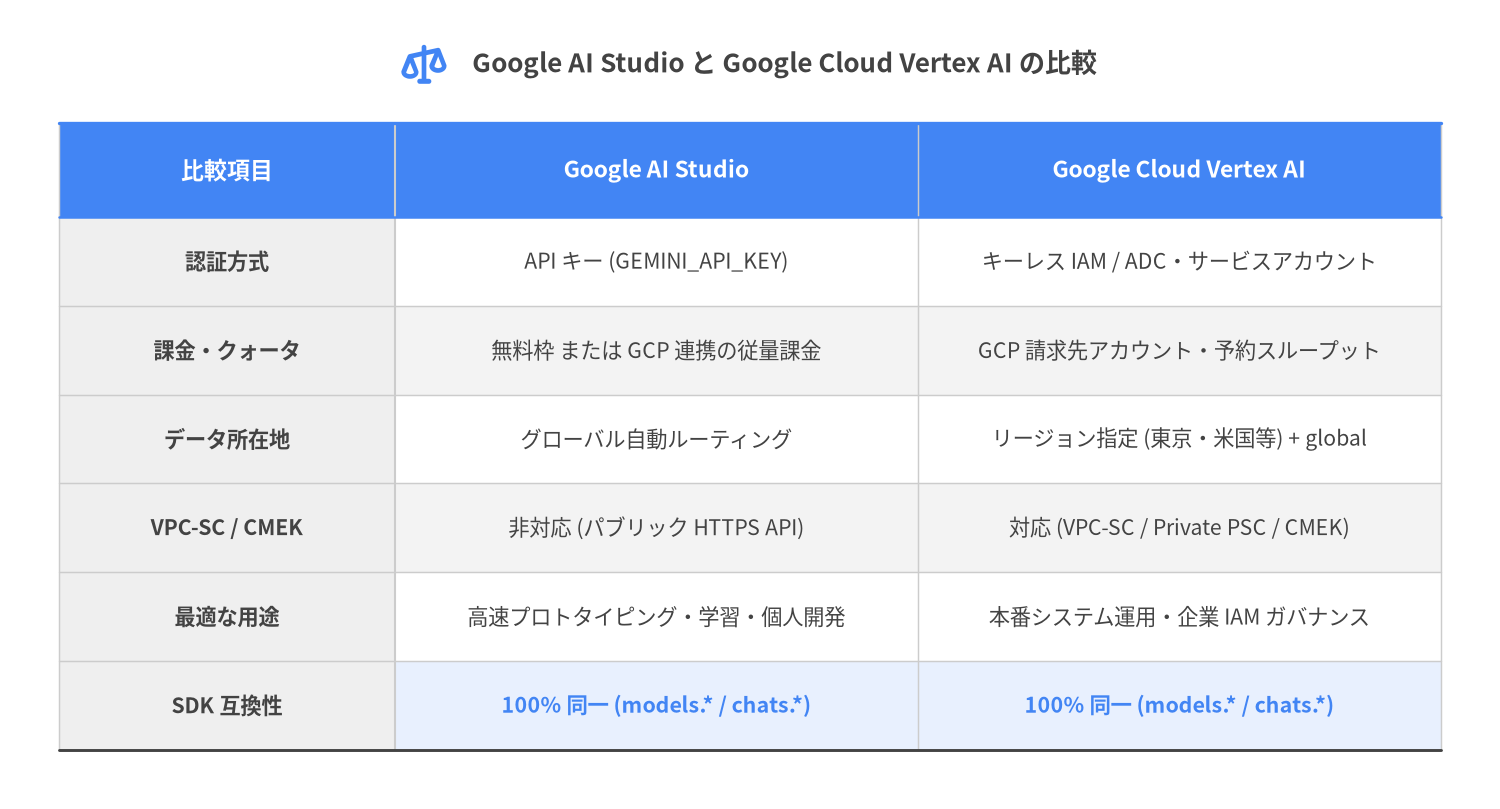 Google AI Studio と Google Cloud Vertex AI の比較
比較項目
Google AI Studio
Google Cloud Vertex AI
認証方式
API キー (GEMINI_API_KEY)
キーレス IAM / ADC・サービスアカウント
課金・クォータ
無料枠 または GCP 連携の従量課金
GCP 請求先アカウント・予約スループット
データ所在地
グローバル自動ルーティング
リージョン指定 (東京・米国等) + global
VPC-SC / CMEK
非対応 (パブリック HTTPS API)
対応 (VPC-SC / Private PSC / CMEK)
最適な用途
高速プロトタイピング・学習・個人開発
本番システム運用・企業 IAM ガバナンス
SDK 互換性
100% 同一 (models.* / chats.*)
100% 同一 (models.* / chats.*)